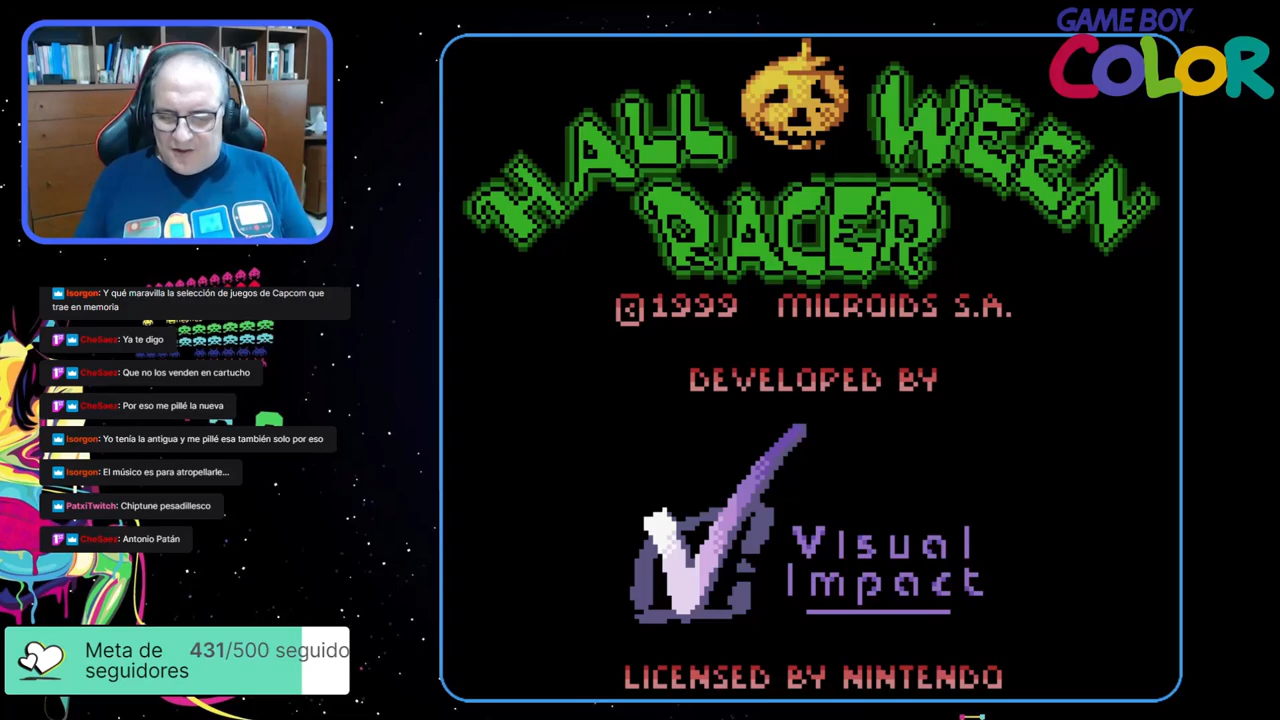 GAME BOY
COLOR
HALLOWEEN
RACER
©1999 MICROIDS S.A.
DEVELOPED BY
Visual
Impact
LICENSED BY NINTENDO
Isorgon: Y qué maravilla la selección de juegos de Capcom que
trae en memoria
CheSaez: Ya te digo
CheSaez: Que no los venden en cartucho
CheSaez: Por eso me pillé la nueva
Isorgon: Yo tenía la antigua y me pillé esa también solo por eso
Isorgon: El músico es para atropellarle...
PatxiTwitch: Chiptune pesadillesco
CheSaez: Antonio Patán
Meta de
seguidores
431/500 seguido